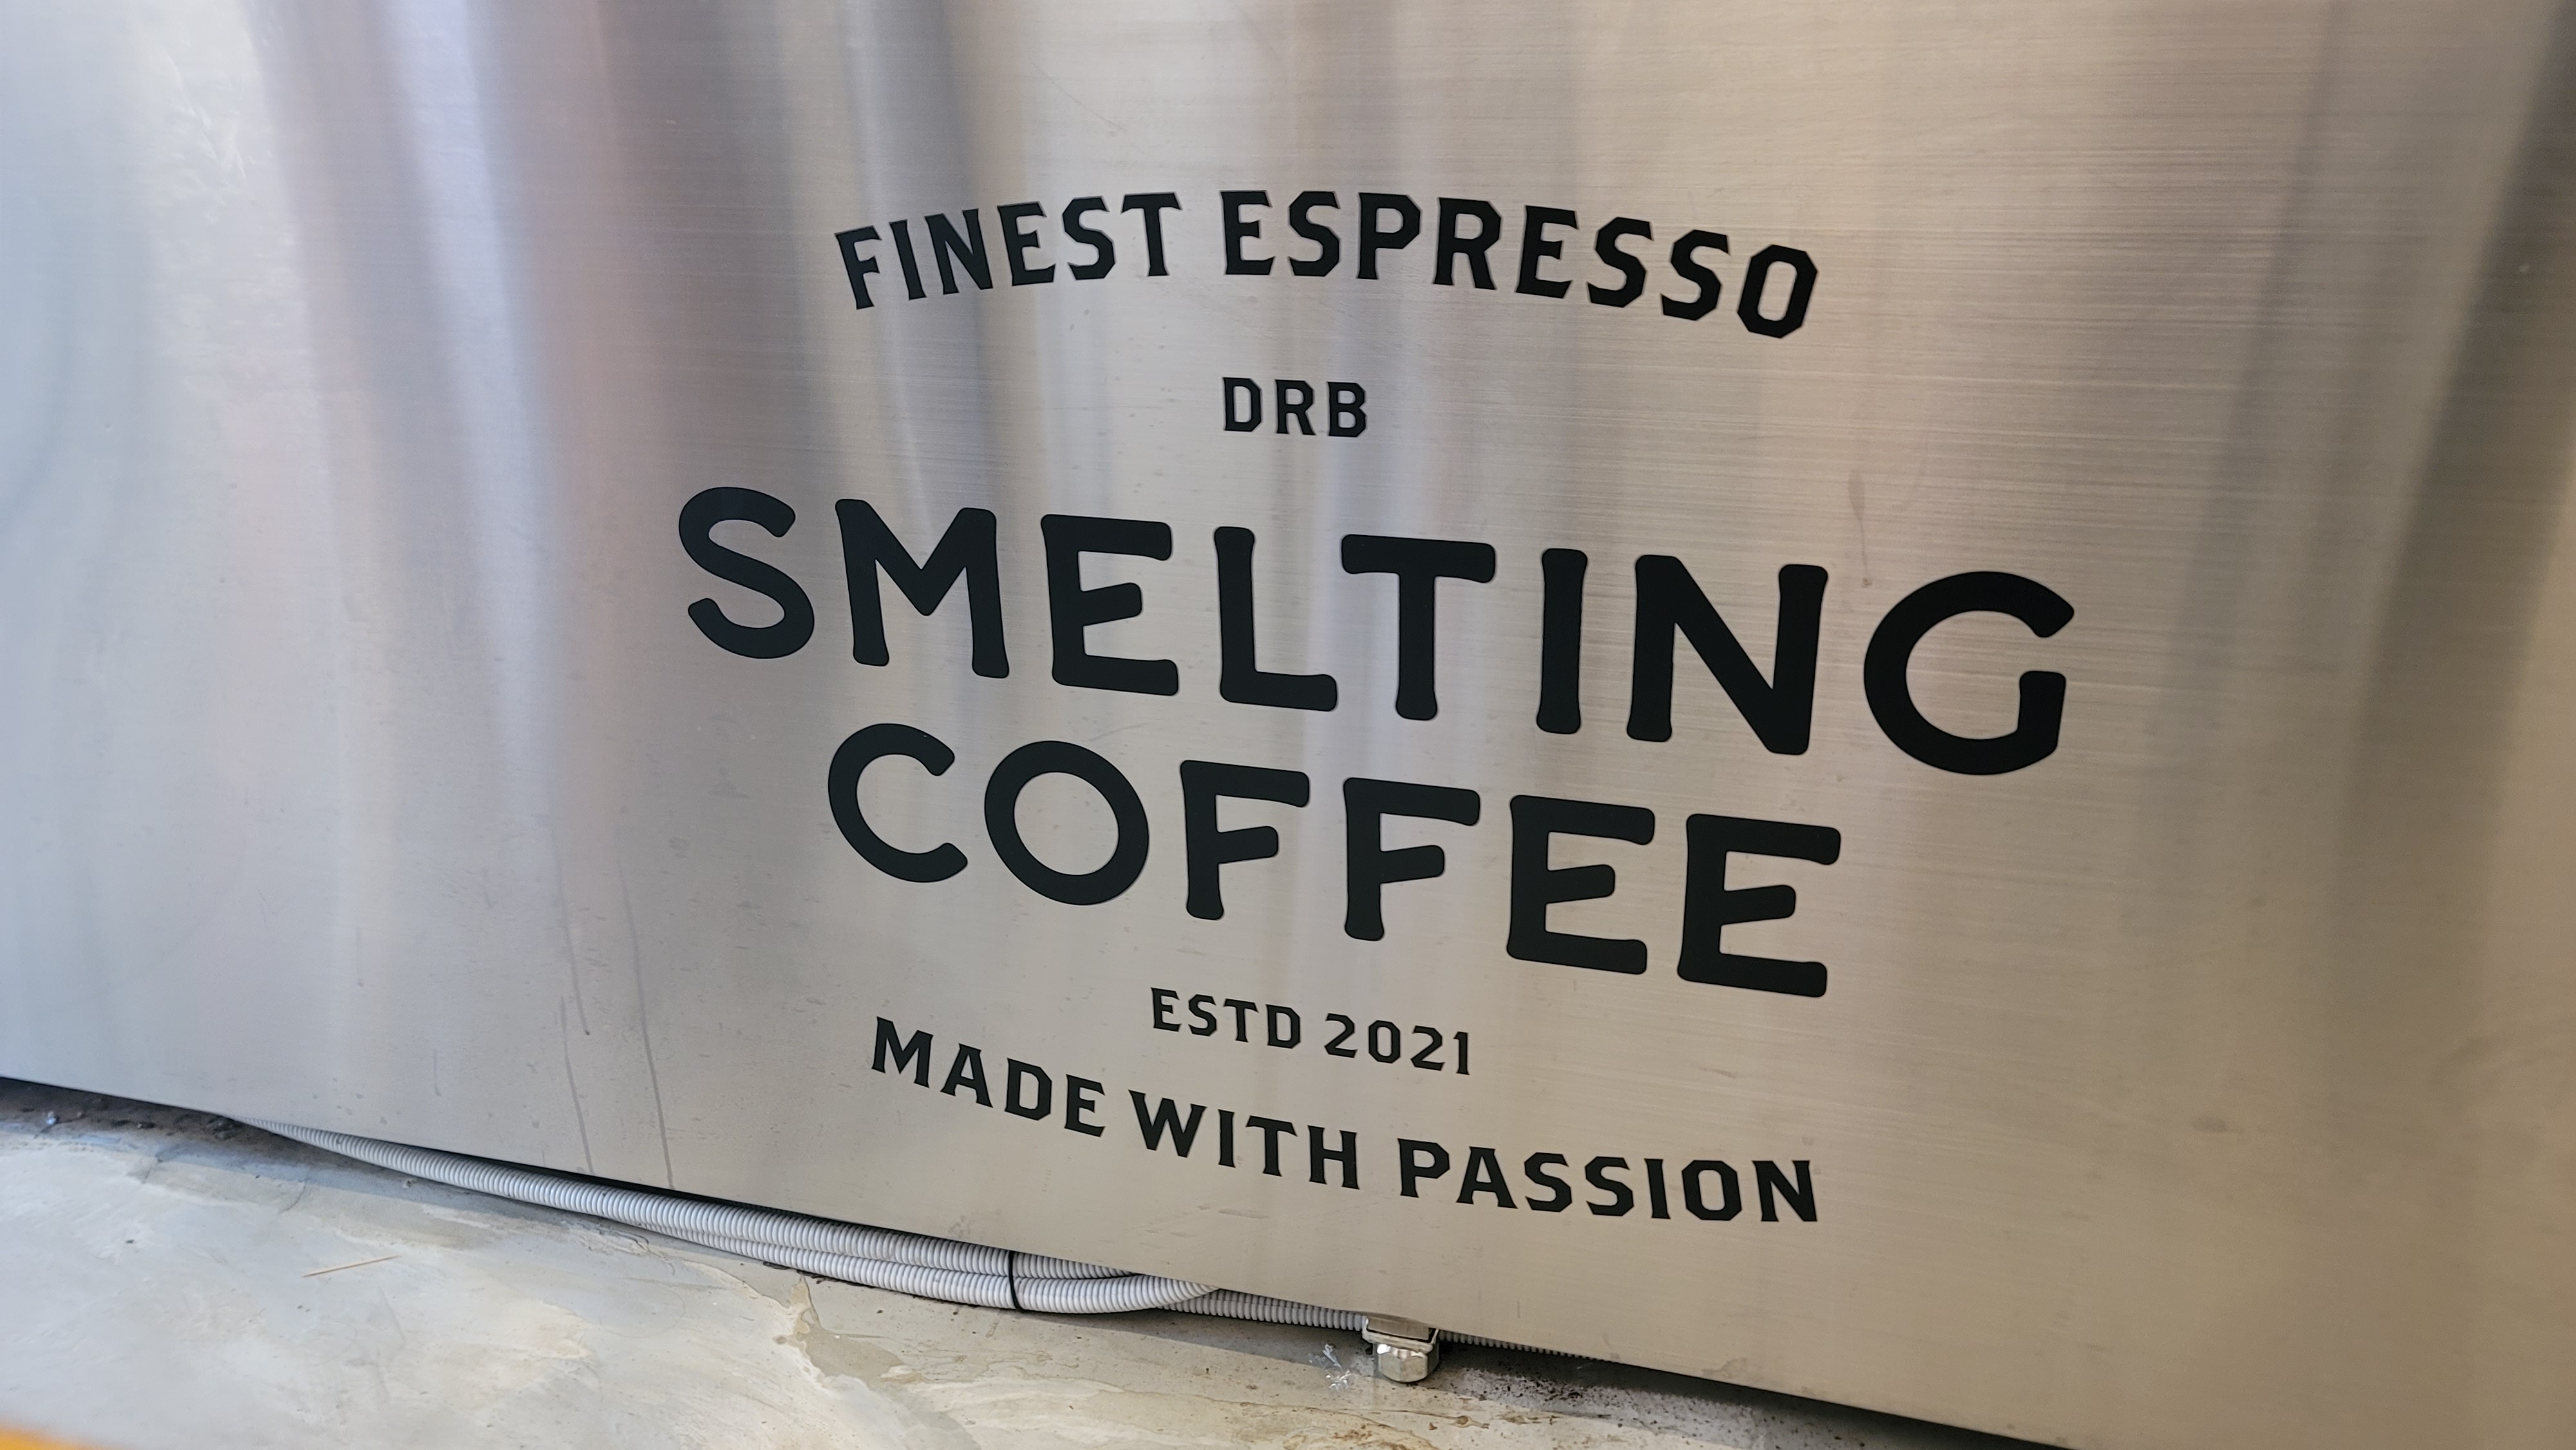 FINEST ESPRESSO
DRB
SMELTING
COFFEE
ESTD 2021
MADE WITH PASSION